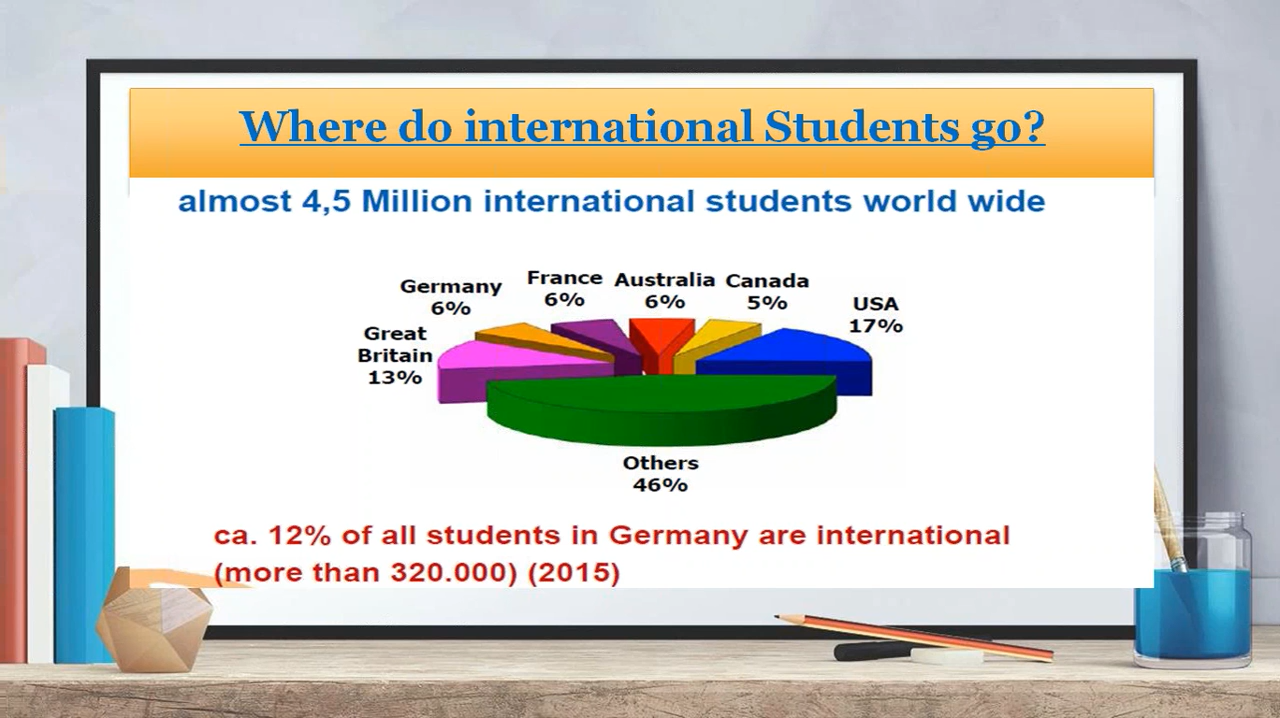 Where do international Students go?
almost 4,5 Million international students world wide
Germany
6%
France
6%
Australia
6%
Canada
5%
USA
17%
Great
Britain
13%
Others
46%
ca. 12% of all students in Germany are international
(more than 320.000) (2015)